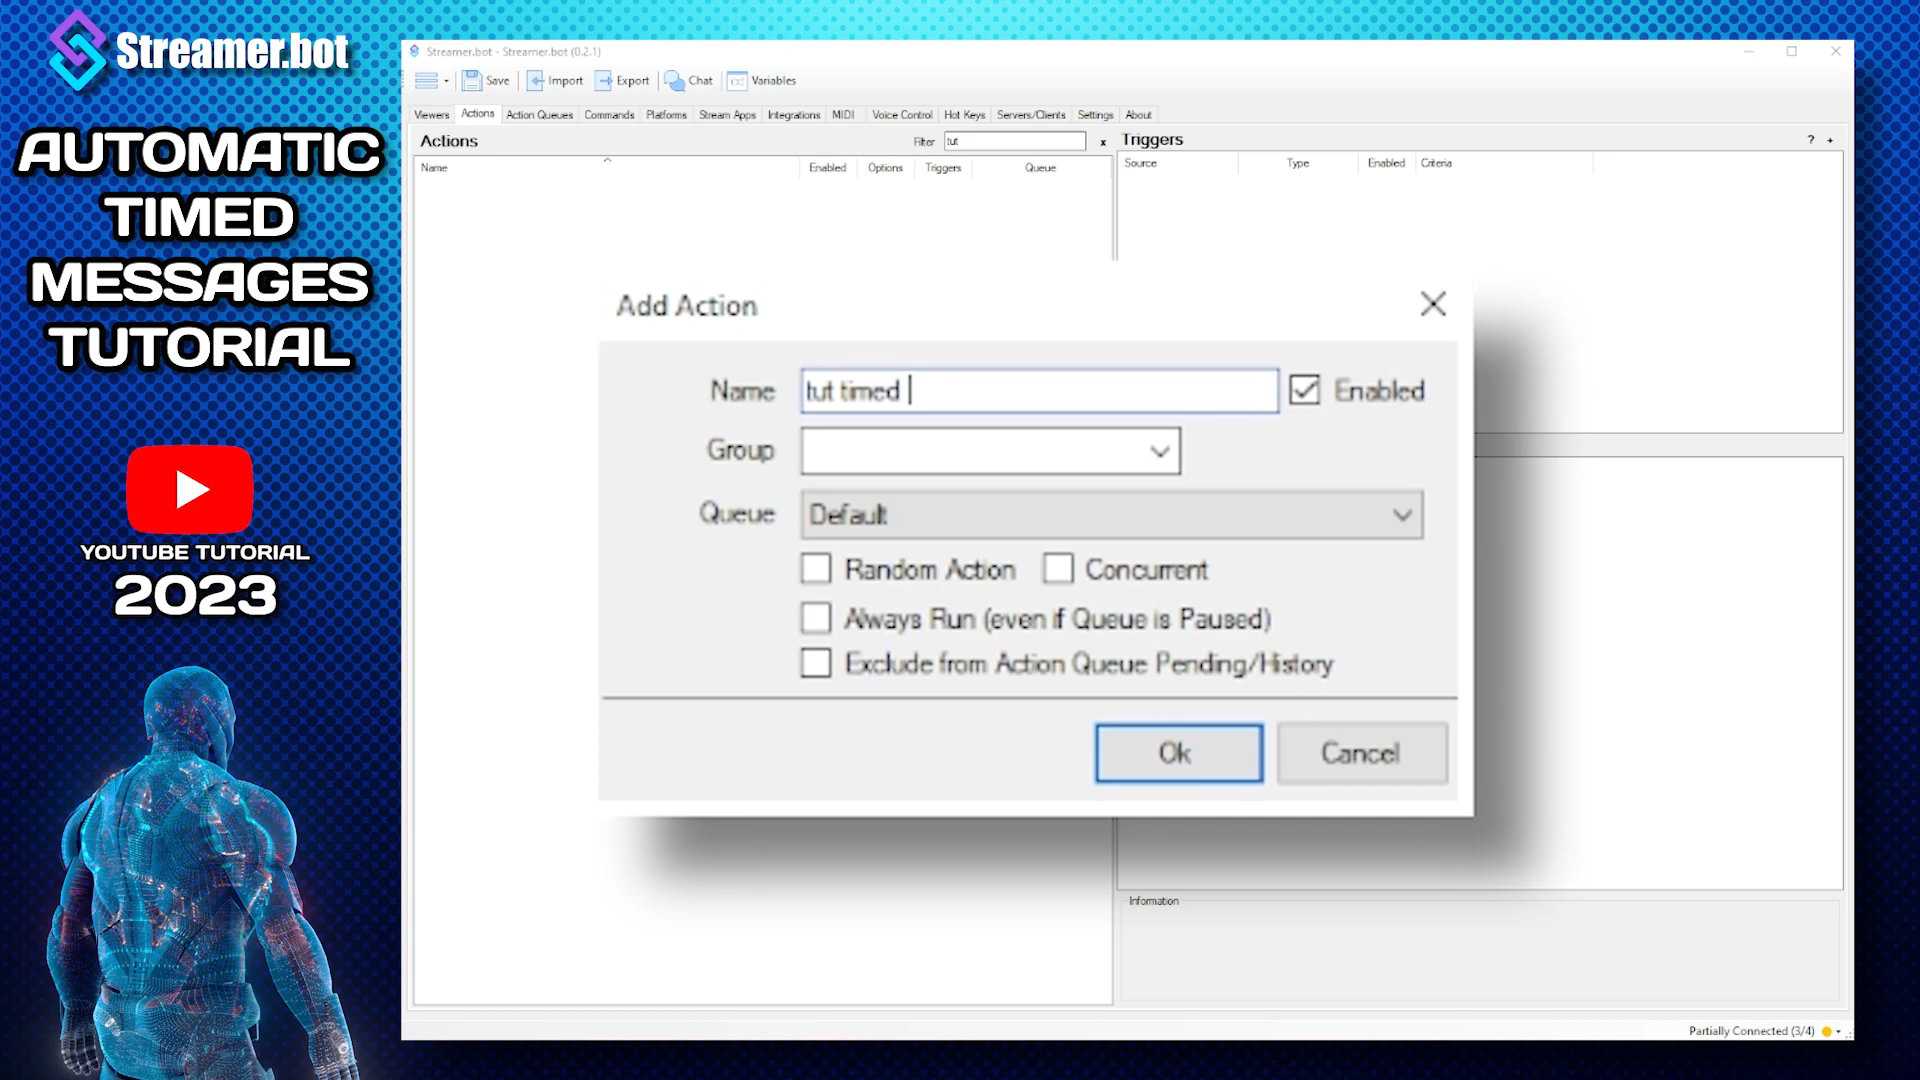 Streamer.bot
AUTOMATIC
TIMED
MESSAGES
TUTORIAL
YOUTUBE TUTORIAL
2023
Streamer.bot - Streamer.bot (0.2.1)
Save Import Export Chat Variables
Viewers Actions Action Queues Commands Platforms Stream Apps Integrations MIDI Voice Control Hot Keys Servers/Clients Settings About
Actions Filter tut x
Name Enabled Options Triggers Queue
Triggers ? +
Source Type Enabled Criteria
Add Action
Name tut timed Enabled
Group
Queue Default
Random Action Concurrent
Always Run (even if Queue is Paused)
Exclude from Action Queue Pending/History
Ok Cancel
Information
Partially Connected (3/4)